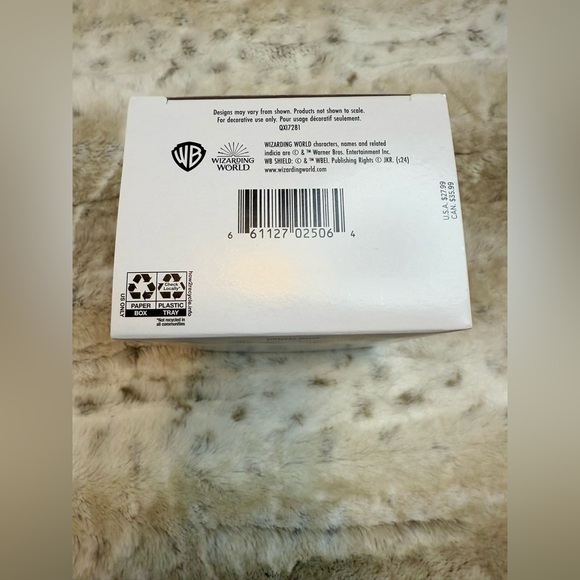 Designs may vary from shown. Products not shown to scale.
For decorative use only. Pour usage décoratif seulement.
QXI7281
WB
WIZARDING
WORLD
WIZARDING WORLD characters, names and related
indicia are © & ™ Warner Bros. Entertainment Inc.
WB SHIELD: © & ™ WBEI. Publishing Rights © JKR. (s24)
www.wizardingworld.com
U.S.A. $27.99
CAN. $35.99
6 61127 02506 4
US ONLY
PAPER
BOX
Check
Locally*
PLASTIC
TRAY
*Not recycled in
all communities
how2recycle.info